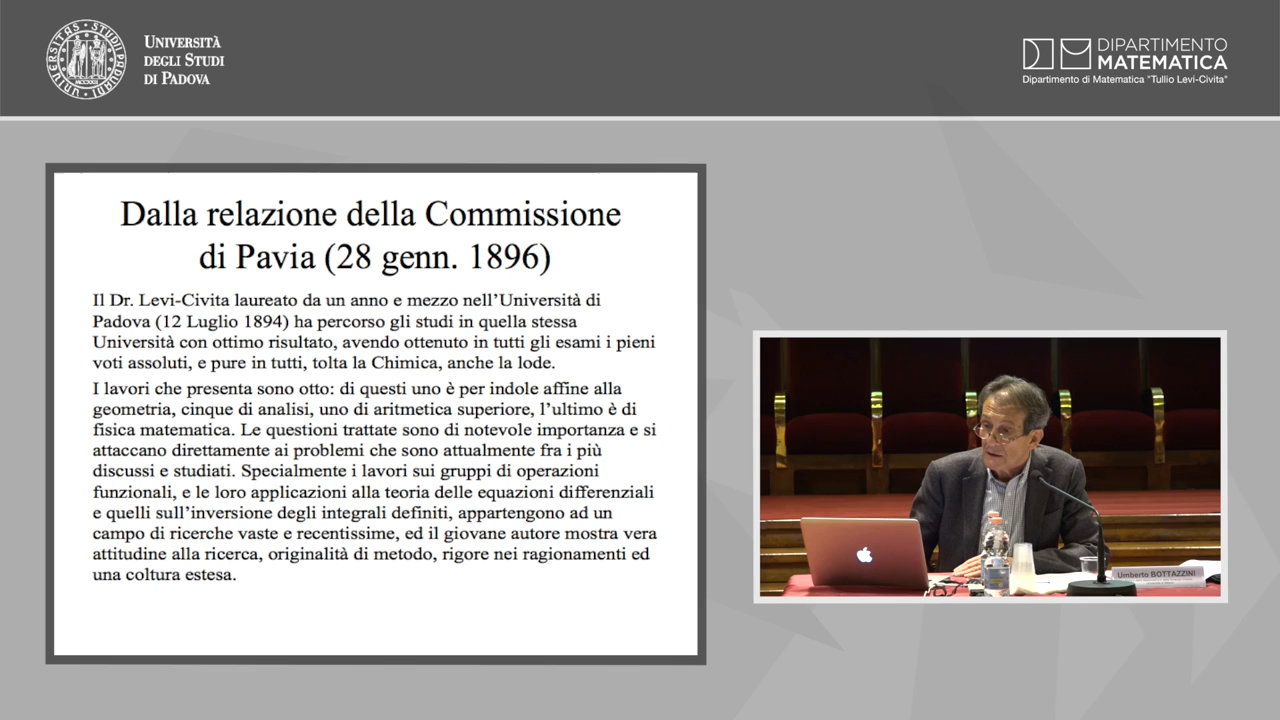 UNIVERSITÀ
DEGLI STUDI
DI PADOVA
DIPARTIMENTO
MATEMATICA
Dipartimento di Matematica "Tullio Levi-Civita"
Dalla relazione della Commissione
di Pavia (28 genn. 1896)
Il Dr. Levi-Civita laureato da un anno e mezzo nell'Università di
Padova (12 Luglio 1894) ha percorso gli studi in quella stessa
Università con ottimo risultato, avendo ottenuto in tutti gli esami i pieni
voti assoluti, e pure in tutti, tolta la Chimica, anche la lode.
I lavori che presenta sono otto: di questi uno è per indole affine alla
geometria, cinque di analisi, uno di aritmetica superiore, l'ultimo è di
fisica matematica. Le questioni trattate sono di notevole importanza e si
attaccano direttamente ai problemi che sono attualmente fra i più
discussi e studiati. Specialmente i lavori sui gruppi di operazioni
funzionali, e le loro applicazioni alla teoria delle equazioni differenziali
e quelli sull'inversione degli integrali definiti, appartengono ad un
campo di ricerche vaste e recentissime, ed il giovane autore mostra vera
attitudine alla ricerca, originalità di metodo, rigore nei ragionamenti ed
una coltura estesa.
Umberto BOTTAZZINI